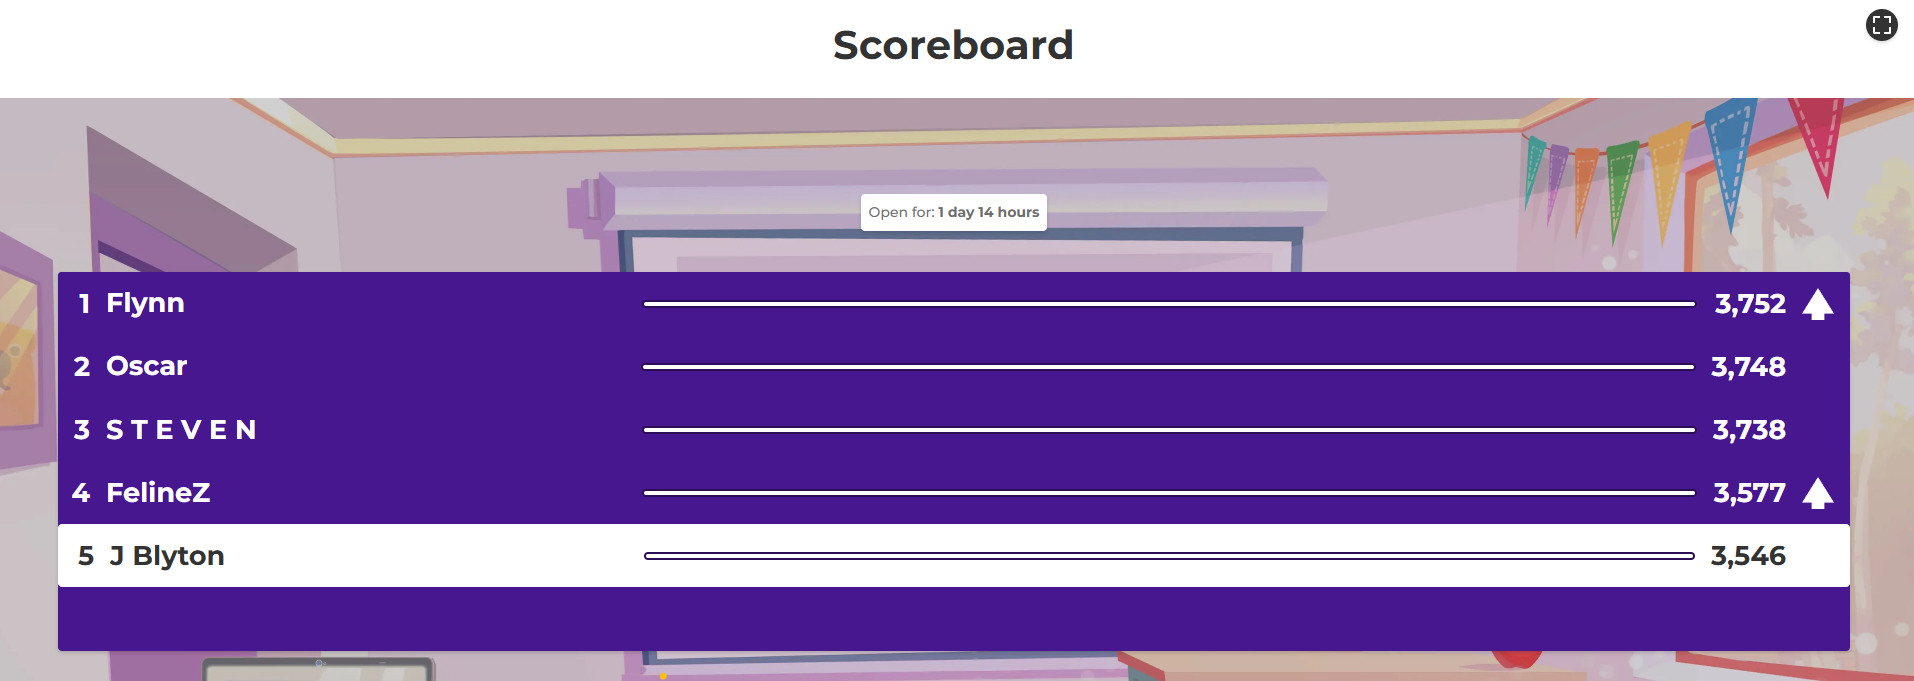 Scoreboard
Open for: 1 day 14 hours
1 Flynn 3,752
2 Oscar 3,748
3 S T E V E N 3,738
4 FelineZ 3,577
5 J Blyton 3,546